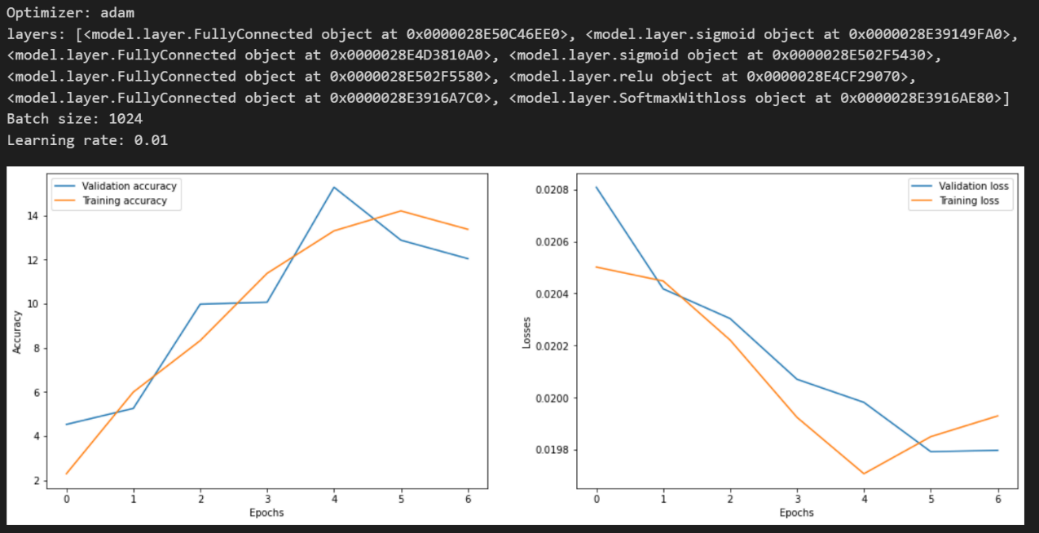 Optimizer: adam
layers: [<model.layer.FullyConnected object at 0x0000028E50C46EE0>, <model.layer.sigmoid object at 0x0000028E39149FA0>,
<model.layer.FullyConnected object at 0x0000028E4D3810A0>, <model.layer.sigmoid object at 0x0000028E502F5430>,
<model.layer.FullyConnected object at 0x0000028E502F5580>, <model.layer.relu object at 0x0000028E4CF29070>,
<model.layer.FullyConnected object at 0x0000028E3916A7C0>, <model.layer.SoftmaxWithloss object at 0x0000028E3916AE80>]
Batch size: 1024
Learning rate: 0.01
Validation accuracy
Training accuracy
14
12
10
8
6
4
2
Accuracy
0 1 2 3 4 5 6
Epochs
Validation loss
Training loss
0.0208
0.0206
0.0204
0.0202
0.0200
0.0198
Losses
0 1 2 3 4 5 6
Epochs